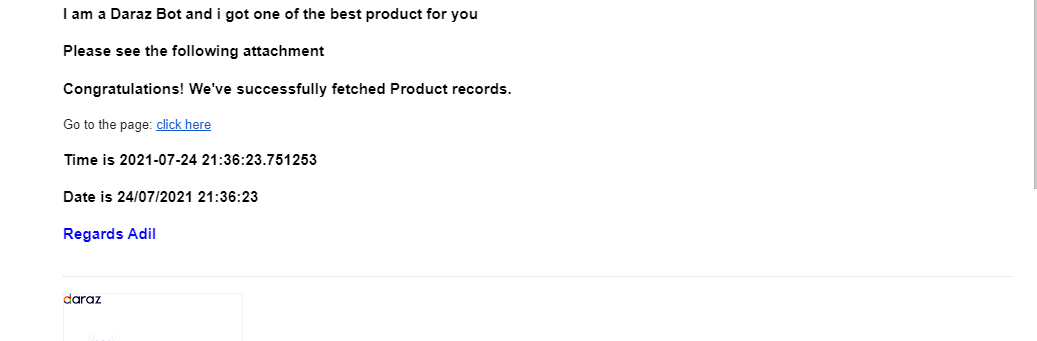 I am a Daraz Bot and i got one of the best product for you
Please see the following attachment
Congratulations! We've successfully fetched Product records.
Go to the page: click here
Time is 2021-07-24 21:36:23.751253
Date is 24/07/2021 21:36:23
Regards Adil
daraz